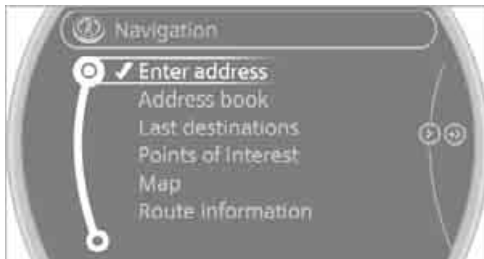 Navigation
Enter address
Address book
Last destinations
Points of Interest
Map
Route information